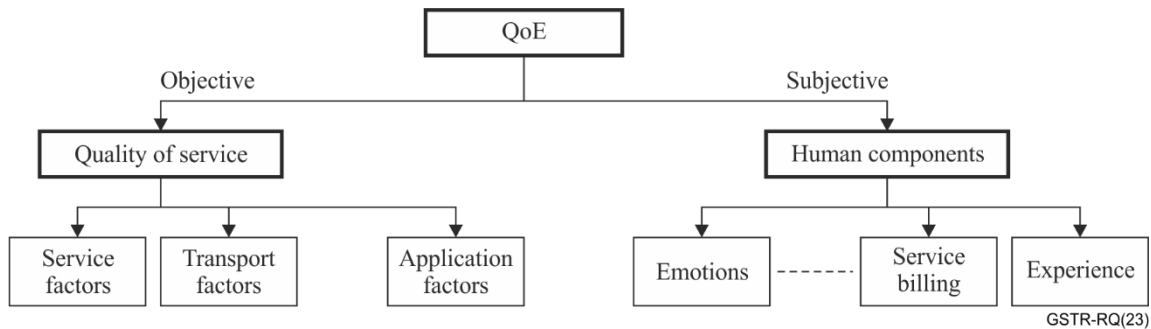 QoE
Objective
Subjective
Quality of service
Human components
Service
factors
Transport
factors
Application
factors
Emotions
Service
billing
Experience
GSTR-RQ(23)